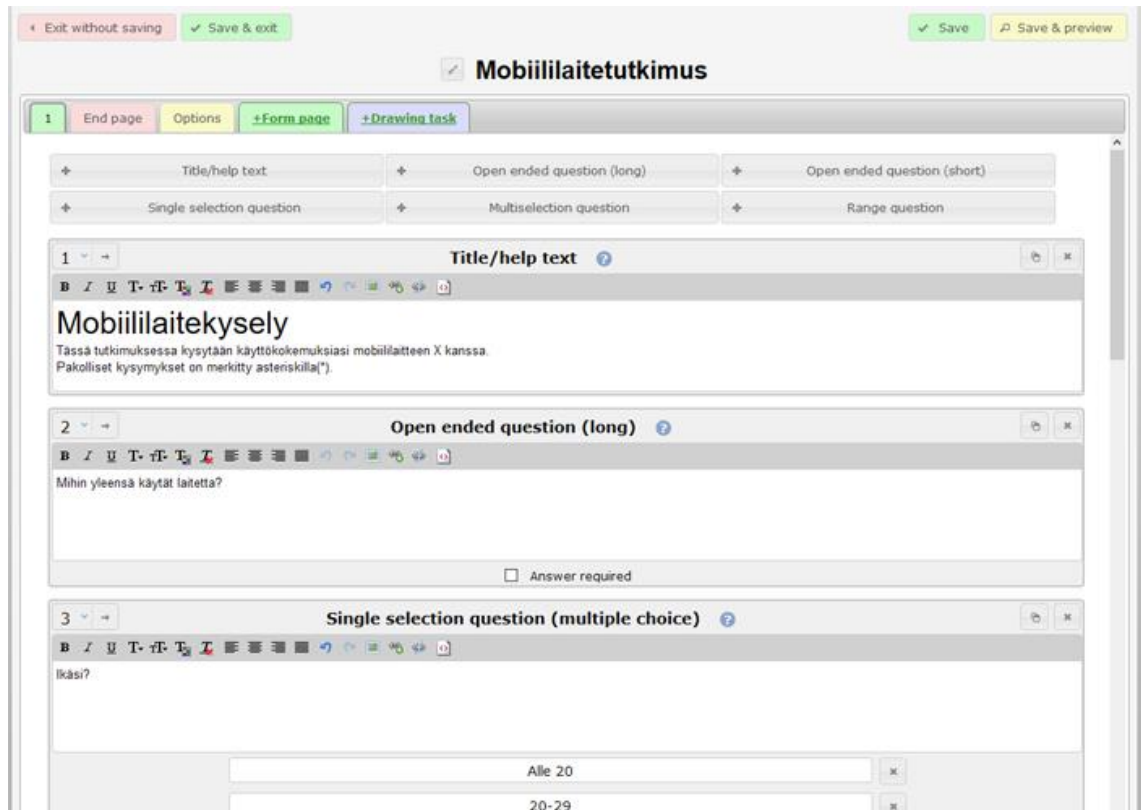 Exit without saving Save & exit Save Save & preview
Mobiililaitetutkimus
1 End page Options +Form page +Drawing task
Title/help text Open ended question (long) Open ended question (short)
Single selection question Multiselection question Range question
1 Title/help text ?
B I U
Mobiililaitekysely
Tässä tutkimuksessa kysytään käyttökokemuksiasi mobiililaitteen X kanssa.
Pakolliset kysymykset on merkitty asteriskilla(*).
2 Open ended question (long) ?
B I U
Mihin yleensä käytät laitetta?
Answer required
3 Single selection question (multiple choice) ?
B I U
Ikäsi?
Alle 20
20-29